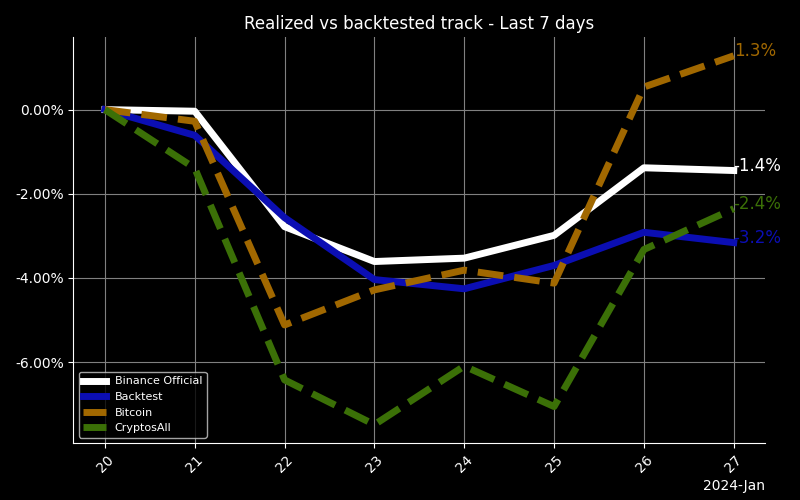 Realized vs backtested track - Last 7 days
1.3%
0.00%
-1.4%
-2.00%
-2.4%
-3.2%
-4.00%
-6.00%
Binance Official
Backtest
Bitcoin
CryptosAll
20 21 22 23 24 25 26 27
2024-Jan